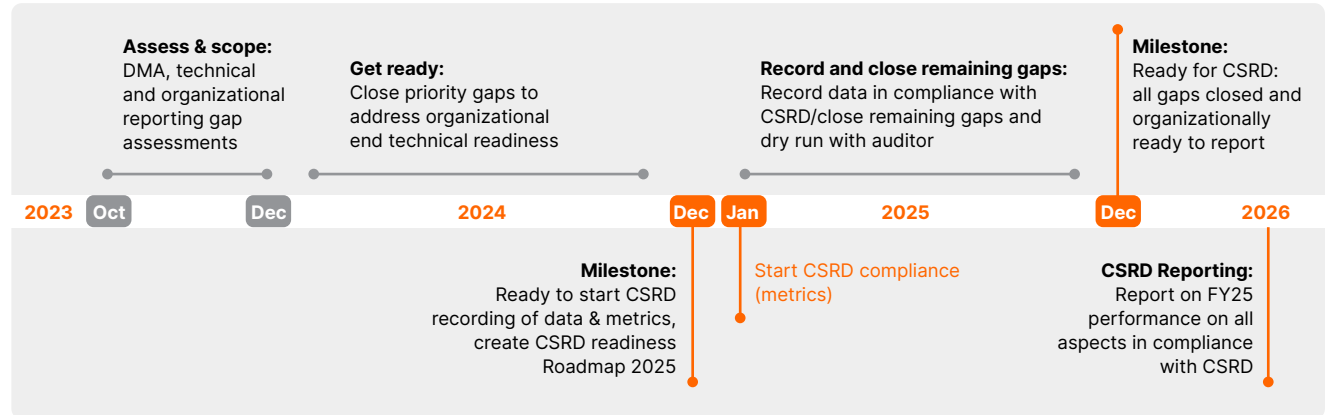 Assess & scope:
DMA, technical
and organizational
reporting gap
assessments
Get ready:
Close priority gaps to
address organizational
end technical readiness
Record and close remaining gaps:
Record data in compliance with
CSRD/close remaining gaps and
dry run with auditor
Milestone:
Ready for CSRD:
all gaps closed and
organizationally
ready to report
2023 Oct Dec 2024 Dec Jan 2025 Dec 2026
Milestone:
Ready to start CSRD
recording of data & metrics,
create CSRD readiness
Roadmap 2025
Start CSRD compliance
(metrics)
CSRD Reporting:
Report on FY25
performance on all
aspects in compliance
with CSRD